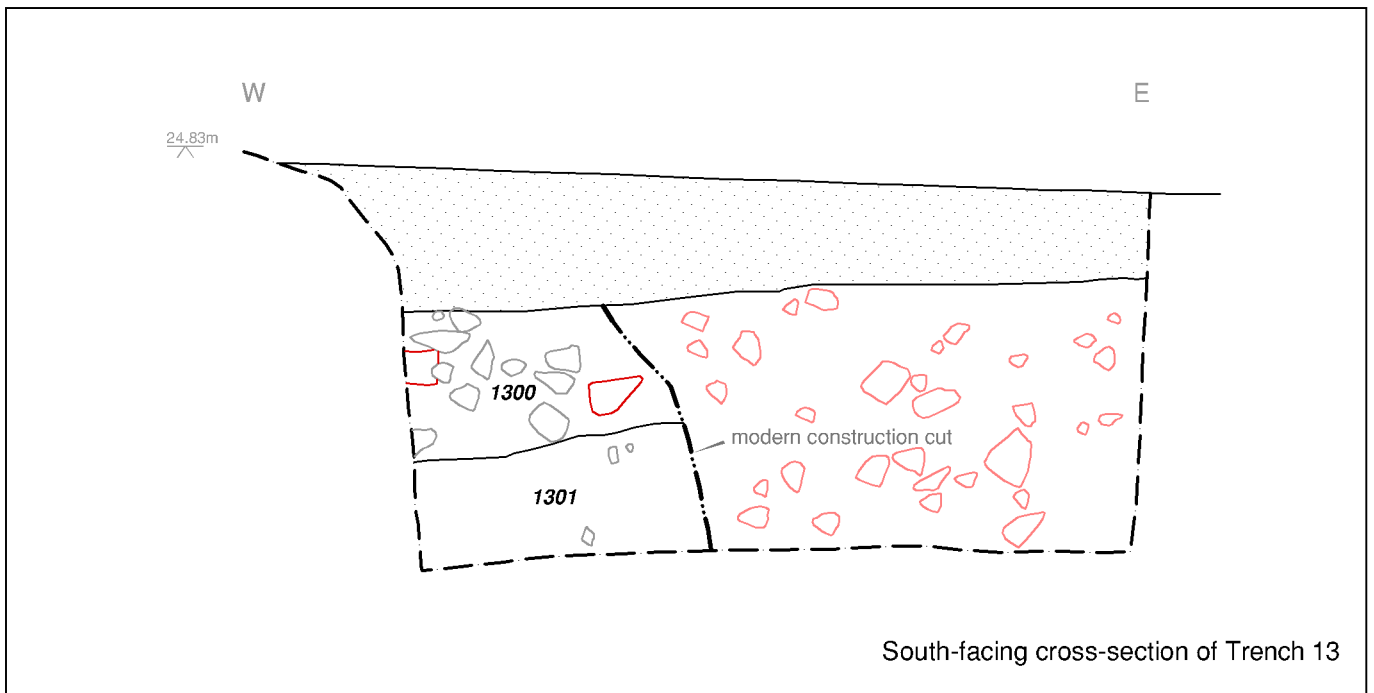 W
E
24.83m
1300
modern construction cut
1301
South-facing cross-section of Trench 13